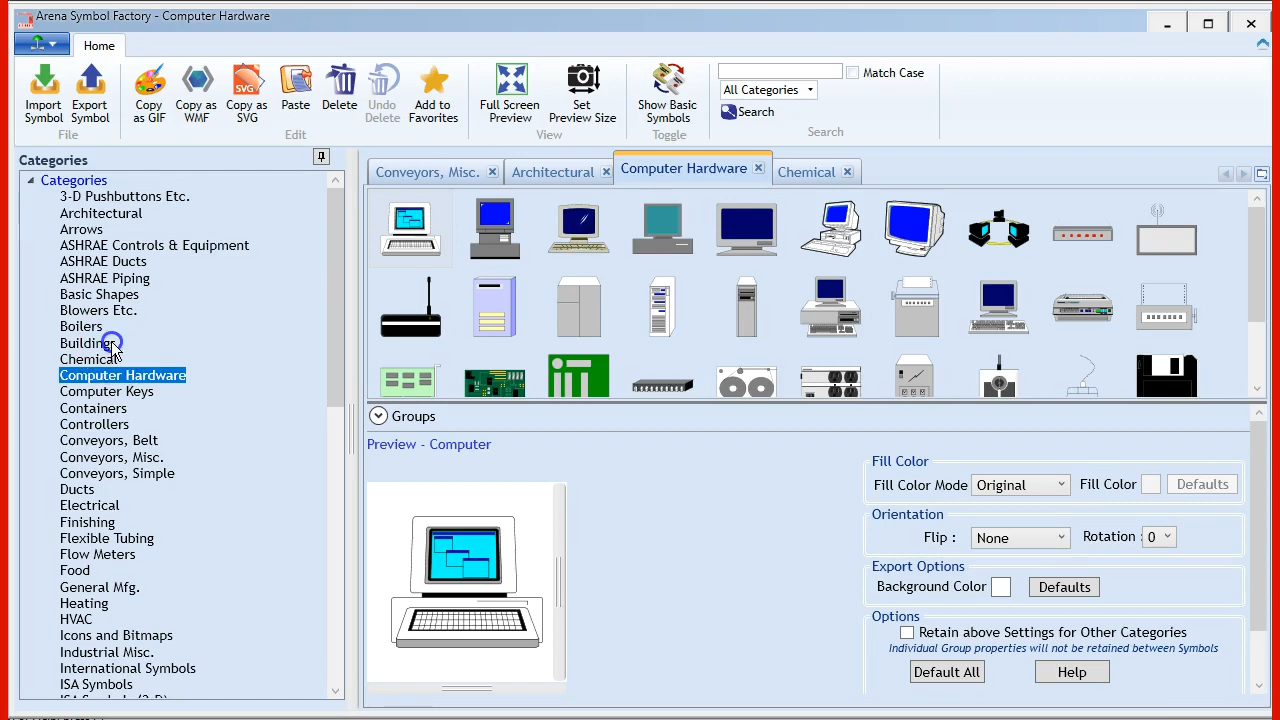 Arena Symbol Factory - Computer Hardware
Home
Import Symbol
Export Symbol
File
Copy as GIF
Copy as WMF
SVG
Copy as SVG
Paste
Delete
Undo Delete
Add to Favorites
Edit
Full Screen Preview
Set Preview Size
View
Show Basic Symbols
Toggle
Match Case
All Categories
Search
Search
Categories
Categories
3-D Pushbuttons Etc.
Architectural
Arrows
ASHRAE Controls & Equipment
ASHRAE Ducts
ASHRAE Piping
Basic Shapes
Blowers Etc.
Boilers
Buildings
Chemical
Computer Hardware
Computer Keys
Containers
Controllers
Conveyors, Belt
Conveyors, Misc.
Conveyors, Simple
Ducts
Electrical
Finishing
Flexible Tubing
Flow Meters
Food
General Mfg.
Heating
HVAC
Icons and Bitmaps
Industrial Misc.
International Symbols
ISA Symbols
Conveyors, Misc.
Architectural
Computer Hardware
Chemical
Groups
Preview - Computer
Fill Color
Fill Color Mode Original
Fill Color
Defaults
Orientation
Flip : None
Rotation : 0
Export Options
Background Color
Defaults
Options
Retain above Settings for Other Categories
Individual Group properties will not be retained between Symbols
Default All
Help